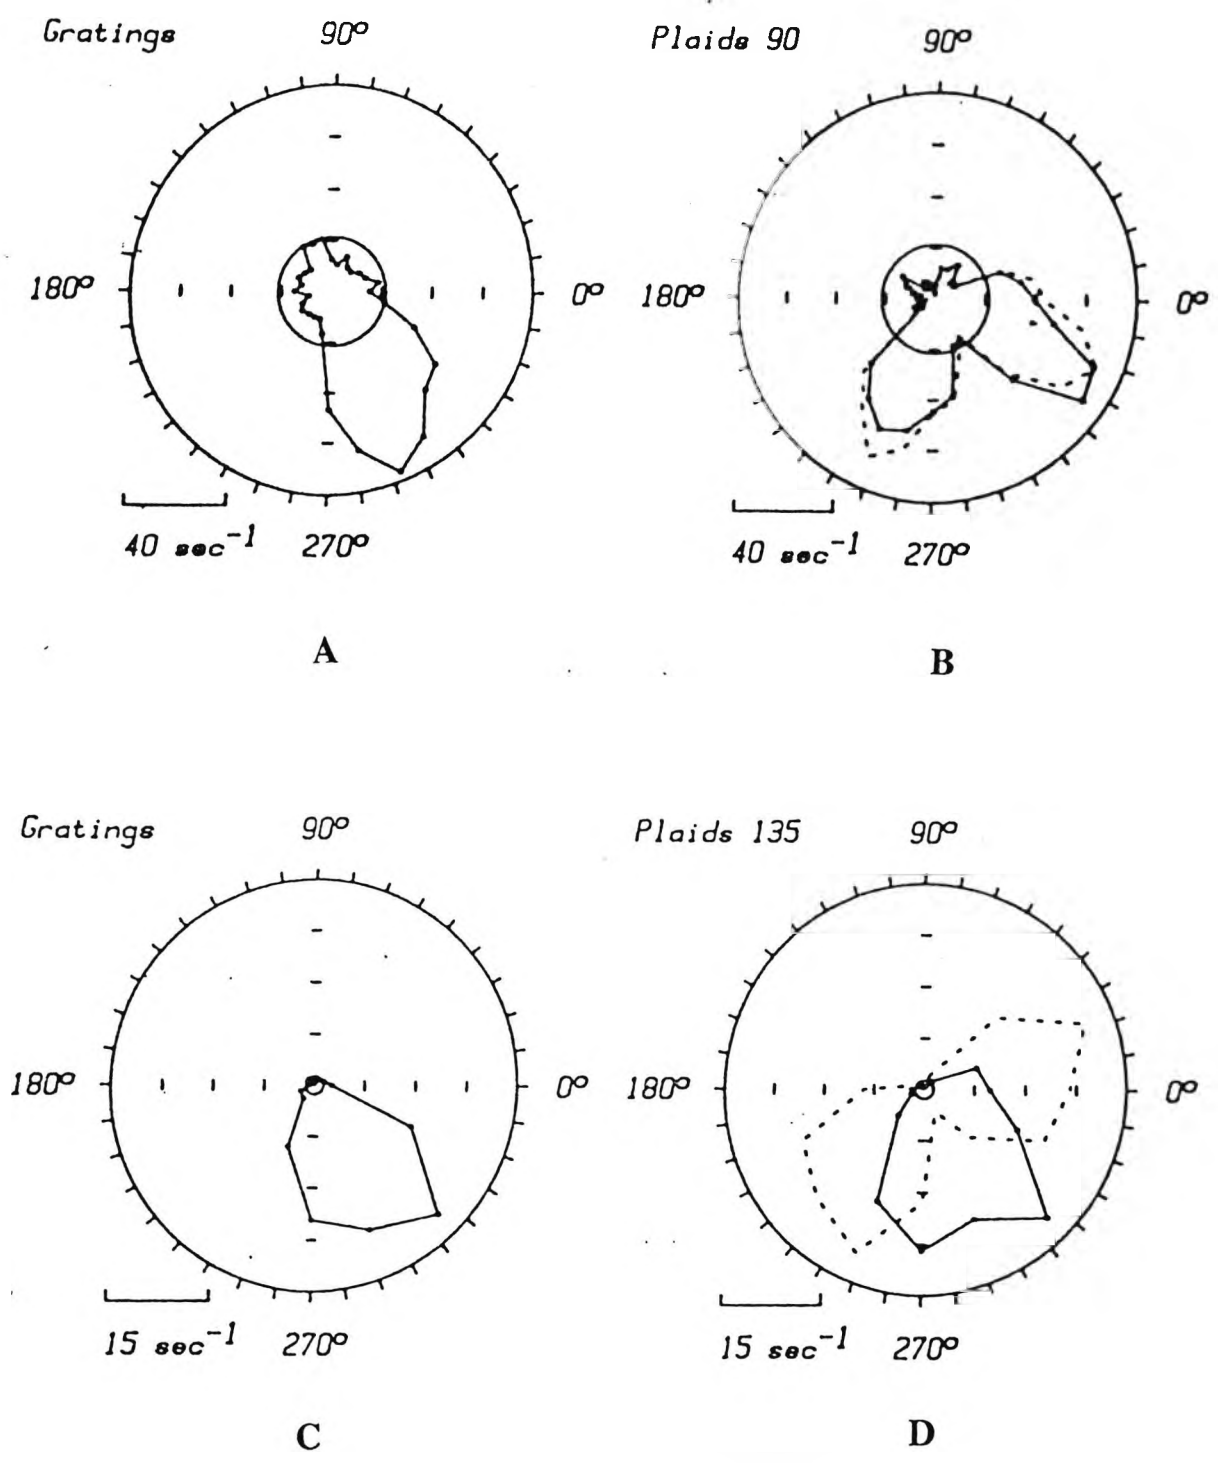 Gratings 90° Plaids 90 90°
180° 0° 180° 0°
40 sec⁻¹ 270° 40 sec⁻¹ 270°
A B
Gratings 90° Plaids 135 90°
180° 0° 180° 0°
15 sec⁻¹ 270° 15 sec⁻¹ 270°
C D